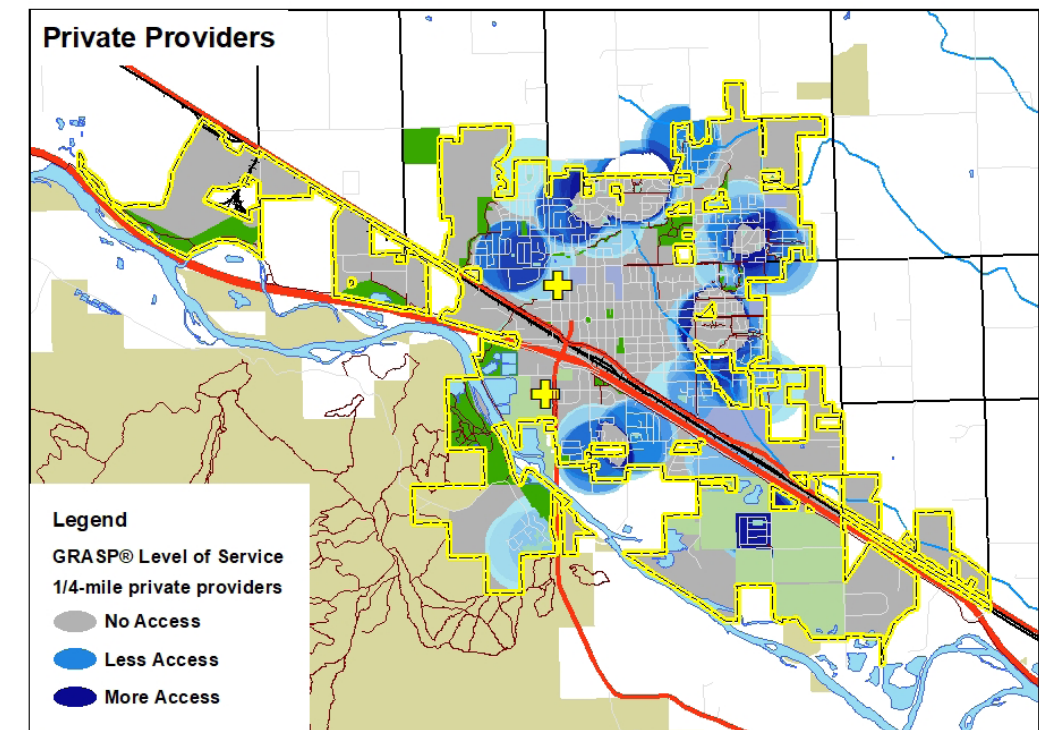 Private Providers
Legend
GRASP® Level of Service
1/4-mile private providers
No Access
Less Access
More Access